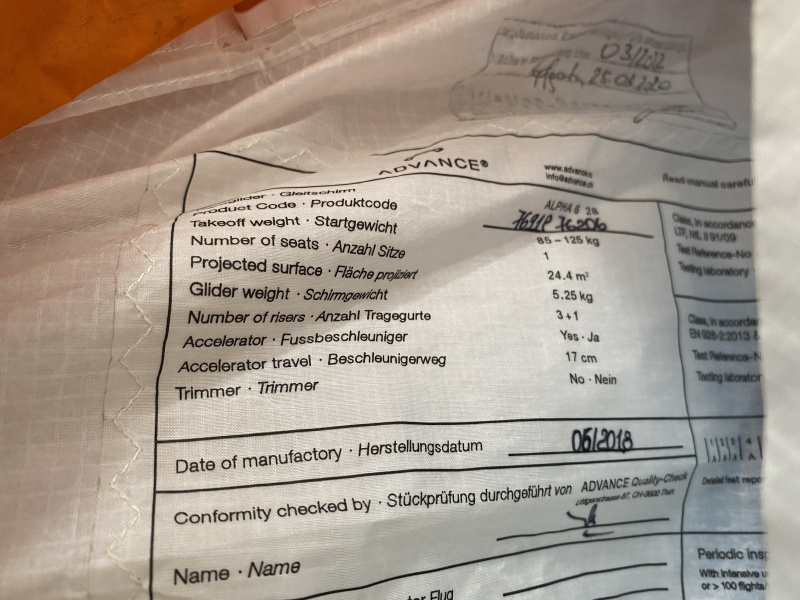 03/2022
25.03.2020
ADVANCE®
www.advance
info@advance.ch
Read manual carefu
Glider · Gleitschirm
ALPHA 6 28
Product Code · Produktcode
76206
Takeoff weight · Startgewicht
85 – 125 kg
Number of seats · Anzahl Sitze
1
Projected surface · Fläche projiziert
24.4 m²
Glider weight · Schirmgewicht
5.25 kg
Number of risers · Anzahl Tragegurte
3+1
Accelerator · Fussbeschleuniger
Yes · Ja
Accelerator travel · Beschleunigerweg
17 cm
Trimmer · Trimmer
No · Nein
Class, in accordanc
LTF, NfL II 91/09
Test Reference-No
Testing laboratory
Class, in accorda
EN 926-2:2013 &
Test Reference-N
Testing laborator
Date of manufactory · Herstellungsdatum
06/2018
Detailed test repo
Conformity checked by · Stückprüfung durchgeführt von
ADVANCE Quality-Check
Uttigenstrasse 87, CH-3600 Thun
Name · Name
Flug
Periodic insp
With intensive u
or > 100 flights/